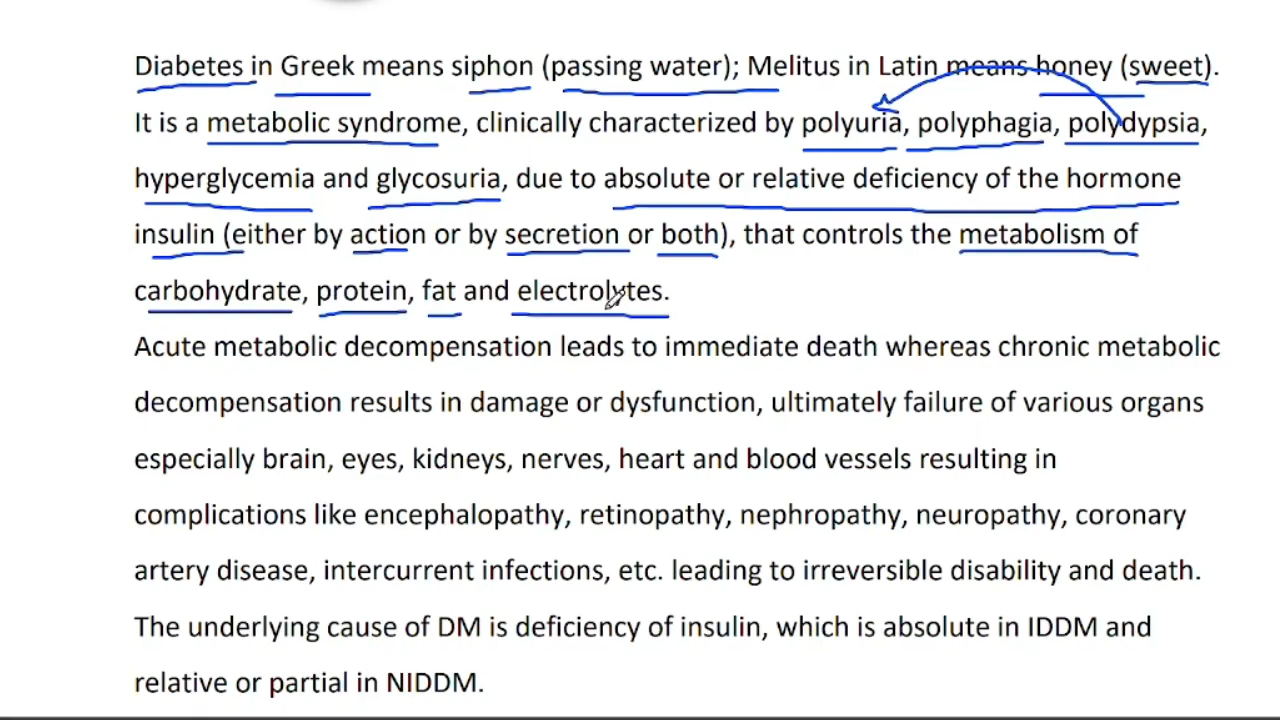 Diabetes in Greek means siphon (passing water); Melitus in Latin means honey (sweet).
It is a metabolic syndrome, clinically characterized by polyuria, polyphagia, polydypsia,
hyperglycemia and glycosuria, due to absolute or relative deficiency of the hormone
insulin (either by action or by secretion or both), that controls the metabolism of
carbohydrate, protein, fat and electrolytes.
Acute metabolic decompensation leads to immediate death whereas chronic metabolic
decompensation results in damage or dysfunction, ultimately failure of various organs
especially brain, eyes, kidneys, nerves, heart and blood vessels resulting in
complications like encephalopathy, retinopathy, nephropathy, neuropathy, coronary
artery disease, intercurrent infections, etc. leading to irreversible disability and death.
The underlying cause of DM is deficiency of insulin, which is absolute in IDDM and
relative or partial in NIDDM.